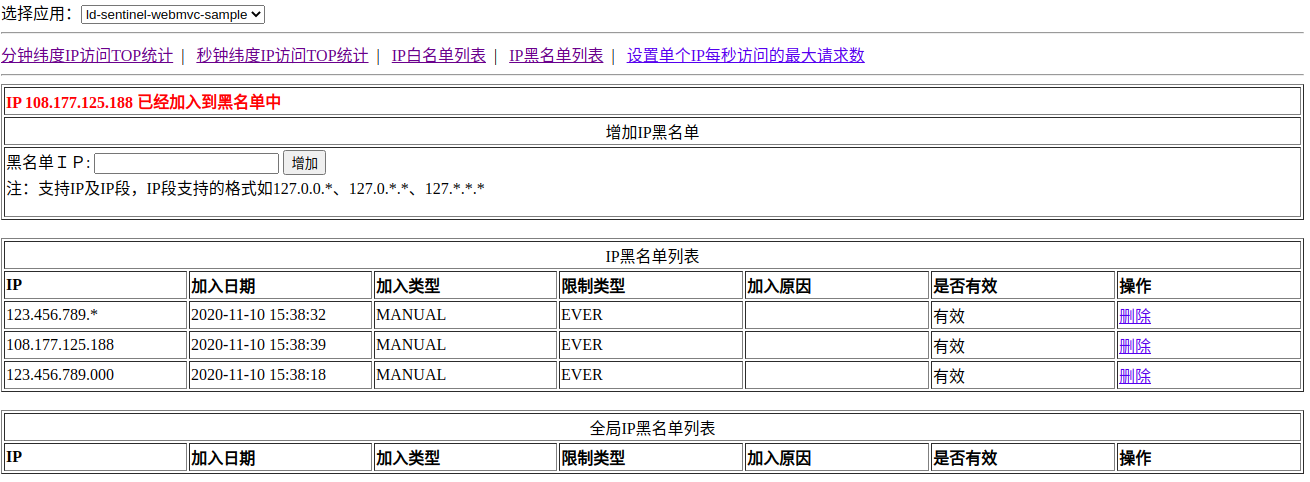 选择应用：ld-sentinel-webmvc-sample
分钟纬度IP访问TOP统计 | 秒钟纬度IP访问TOP统计 | IP白名单列表 | IP黑名单列表 | 设置单个IP每秒访问的最大请求数
IP 108.177.125.188 已经加入到黑名单中
增加IP黑名单
黑名单ＩＰ: 增加
注：支持IP及IP段，IP段支持的格式如127.0.0.*、127.0.*.*、127.*.*.*
IP黑名单列表
IP 加入日期 加入类型 限制类型 加入原因 是否有效 操作
123.456.789.* 2020-11-10 15:38:32 MANUAL EVER 有效 删除
108.177.125.188 2020-11-10 15:38:39 MANUAL EVER 有效 删除
123.456.789.000 2020-11-10 15:38:18 MANUAL EVER 有效 删除
全局IP黑名单列表
IP 加入日期 加入类型 限制类型 加入原因 是否有效 操作